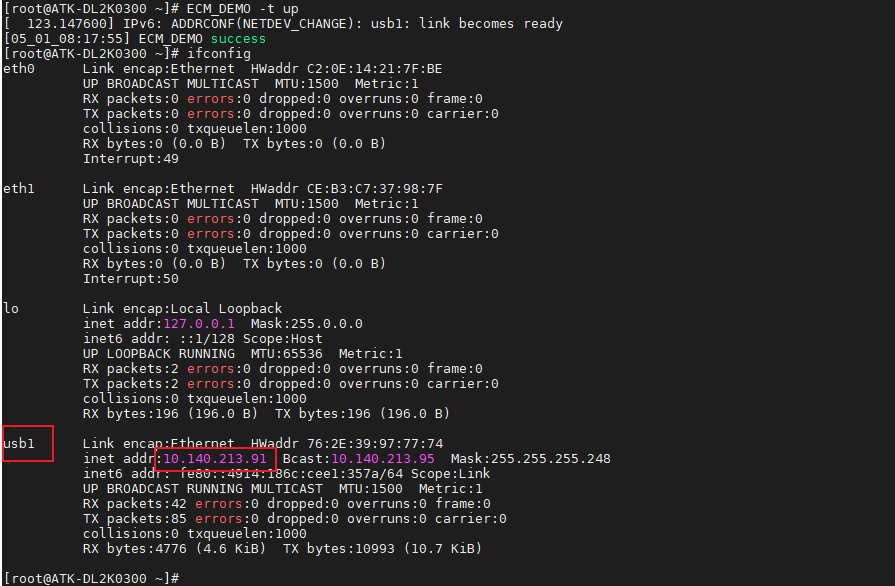 [root@ATK-DL2K0300 ~]# ECM_DEMO -t up
[  123.147600] IPv6: ADDRCONF(NETDEV_CHANGE): usb1: link becomes ready
[05_01_08:17:55] ECM_DEMO success
[root@ATK-DL2K0300 ~]# ifconfig
eth0      Link encap:Ethernet  HWaddr C2:0E:14:21:7F:BE
          UP BROADCAST MULTICAST  MTU:1500  Metric:1
          RX packets:0 errors:0 dropped:0 overruns:0 frame:0
          TX packets:0 errors:0 dropped:0 overruns:0 carrier:0
          collisions:0 txqueuelen:1000
          RX bytes:0 (0.0 B)  TX bytes:0 (0.0 B)
          Interrupt:49
eth1      Link encap:Ethernet  HWaddr CE:B3:C7:37:98:7F
          UP BROADCAST MULTICAST  MTU:1500  Metric:1
          RX packets:0 errors:0 dropped:0 overruns:0 frame:0
          TX packets:0 errors:0 dropped:0 overruns:0 carrier:0
          collisions:0 txqueuelen:1000
          RX bytes:0 (0.0 B)  TX bytes:0 (0.0 B)
          Interrupt:50
lo        Link encap:Local Loopback
          inet addr:127.0.0.1  Mask:255.0.0.0
          inet6 addr: ::1/128 Scope:Host
          UP LOOPBACK RUNNING  MTU:65536  Metric:1
          RX packets:2 errors:0 dropped:0 overruns:0 frame:0
          TX packets:2 errors:0 dropped:0 overruns:0 carrier:0
          collisions:0 txqueuelen:1000
          RX bytes:196 (196.0 B)  TX bytes:196 (196.0 B)
usb1      Link encap:Ethernet  HWaddr 76:2E:39:97:77:74
          inet addr:10.140.213.91  Bcast:10.140.213.95  Mask:255.255.255.248
          inet6 addr: fe80::4914:186c:cee1:357a/64 Scope:Link
          UP BROADCAST RUNNING MULTICAST  MTU:1500  Metric:1
          RX packets:42 errors:0 dropped:0 overruns:0 frame:0
          TX packets:85 errors:0 dropped:0 overruns:0 carrier:0
          collisions:0 txqueuelen:1000
          RX bytes:4776 (4.6 KiB)  TX bytes:10993 (10.7 KiB)
[root@ATK-DL2K0300 ~]#